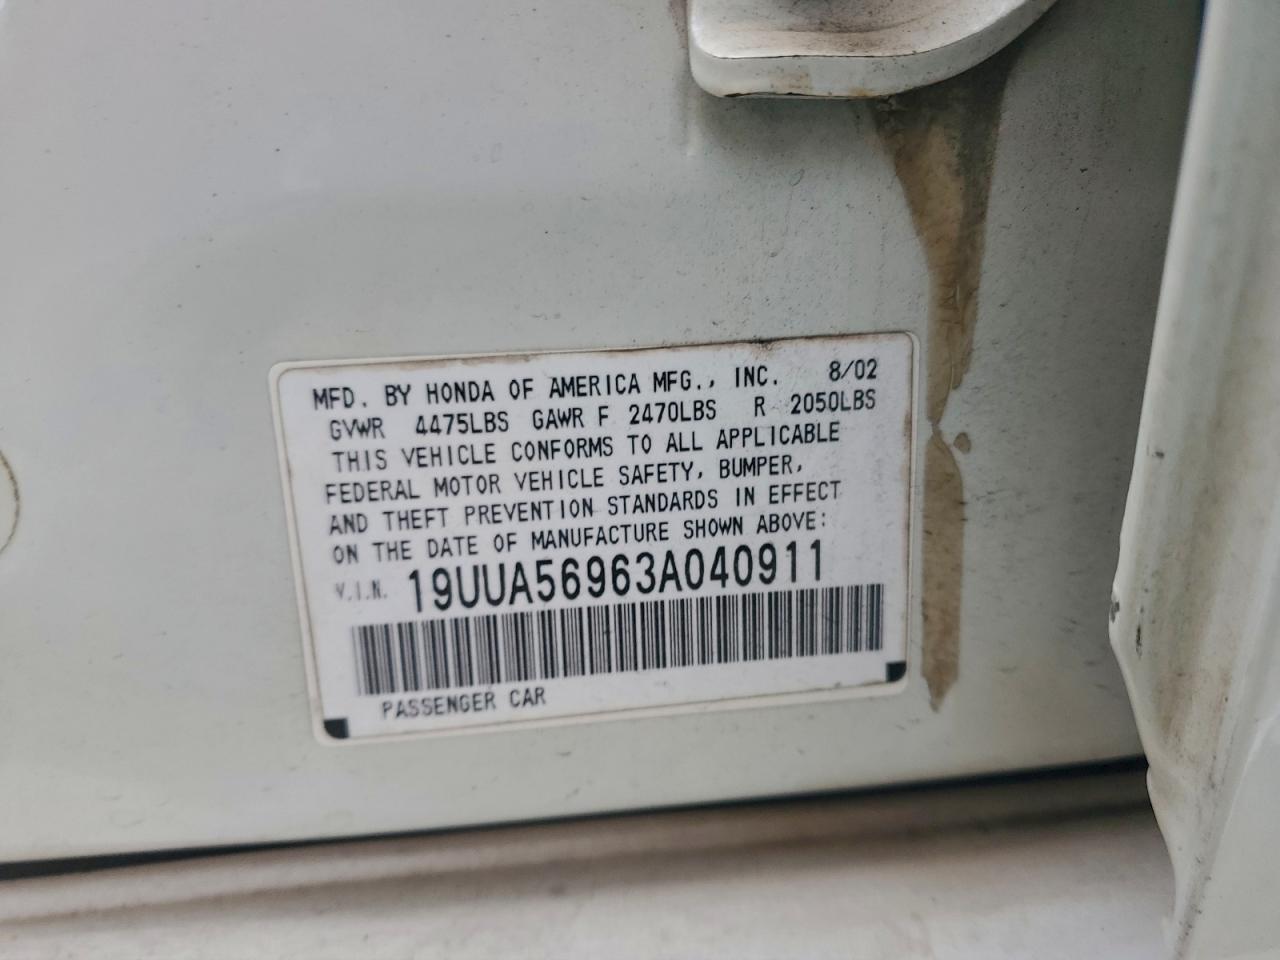 MFD. BY HONDA OF AMERICA MFG., INC. 8/02
GVWR 4475LBS GAWR F 2470LBS R 2050LBS
THIS VEHICLE CONFORMS TO ALL APPLICABLE
FEDERAL MOTOR VEHICLE SAFETY, BUMPER,
AND THEFT PREVENTION STANDARDS IN EFFECT
ON THE DATE OF MANUFACTURE SHOWN ABOVE:
V.I.N. 19UUA56963A040911
PASSENGER CAR